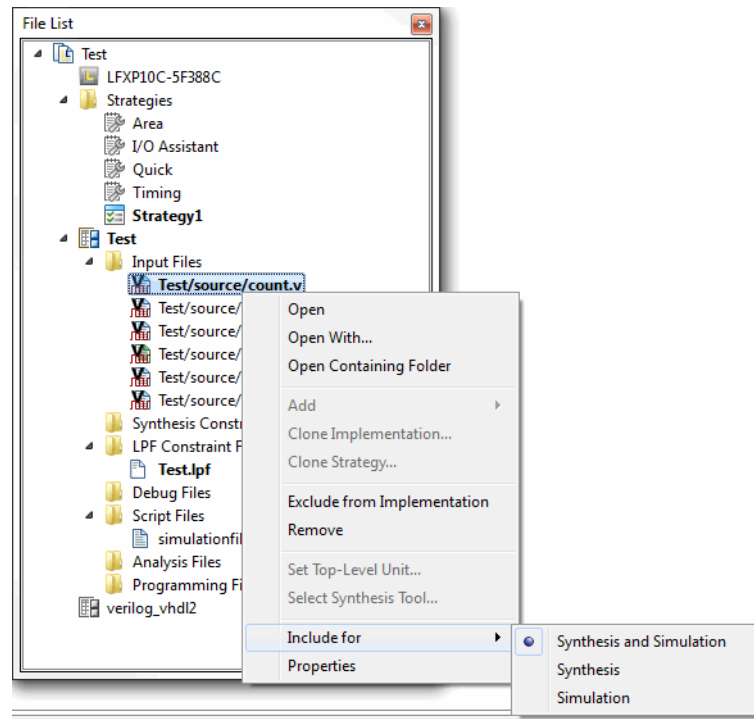 File List
Test
LFXP10C-5F388C
Strategies
Area
I/O Assistant
Quick
Timing
Strategy1
Test
Input Files
Test/source/count.v
Test/source/
Test/source/
Test/source/
Test/source/
Test/source/
Synthesis Constr
LPF Constraint F
Test.lpf
Debug Files
Script Files
simulationfil
Analysis Files
Programming Fi
verilog_vhdl2
Open
Open With...
Open Containing Folder
Add
Clone Implementation...
Clone Strategy...
Exclude from Implementation
Remove
Set Top-Level Unit...
Select Synthesis Tool...
Include for
Properties
Synthesis and Simulation
Synthesis
Simulation